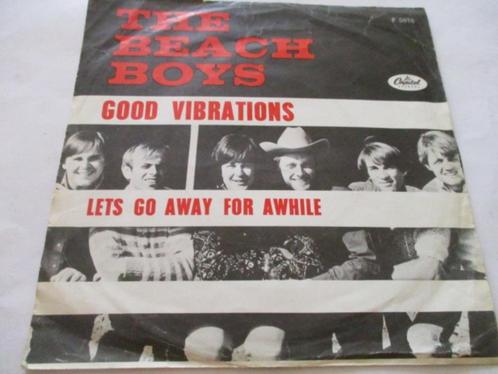 THE
BEACH
BOYS
Capitol
GOOD VIBRATIONS
LETS GO AWAY FOR AWHILE